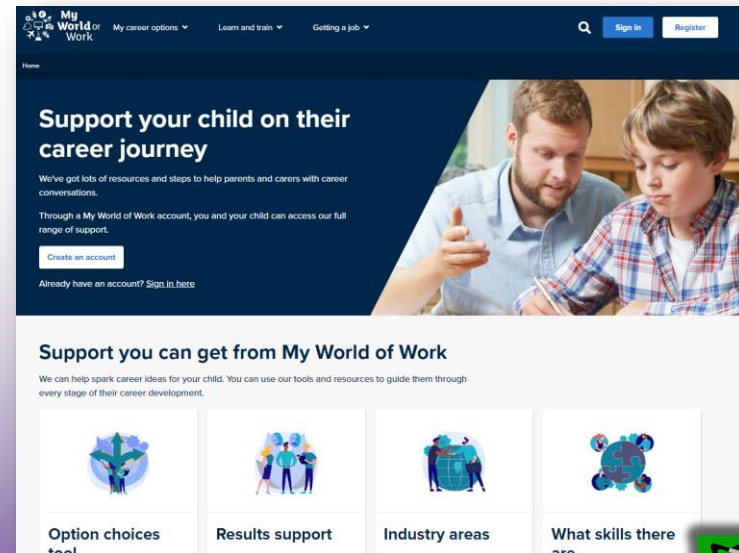 My
World of
Work
My career options
Learn and train
Getting a job
Sign in
Register
Home
Support your child on their
career journey
We've got lots of resources and steps to help parents and carers with career
conversations.
Through a My World of Work account, you and your child can access our full
range of support.
Create an account
Already have an account? Sign in here
Support you can get from My World of Work
We can help spark career ideas for your child. You can use our tools and resources to guide them through
every stage of their career development.
Option choices
tool
Results support
Industry areas
What skills there
are